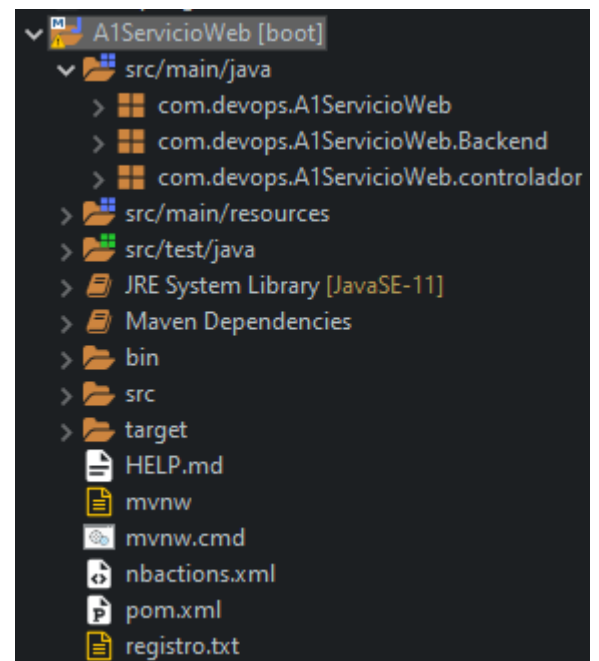 A1ServicioWeb [boot]
src/main/java
com.devops.A1ServicioWeb
com.devops.A1ServicioWeb.Backend
com.devops.A1ServicioWeb.controlador
src/main/resources
src/test/java
JRE System Library [JavaSE-11]
Maven Dependencies
bin
src
target
HELP.md
mvnw
mvnw.cmd
nbactions.xml
pom.xml
registro.txt